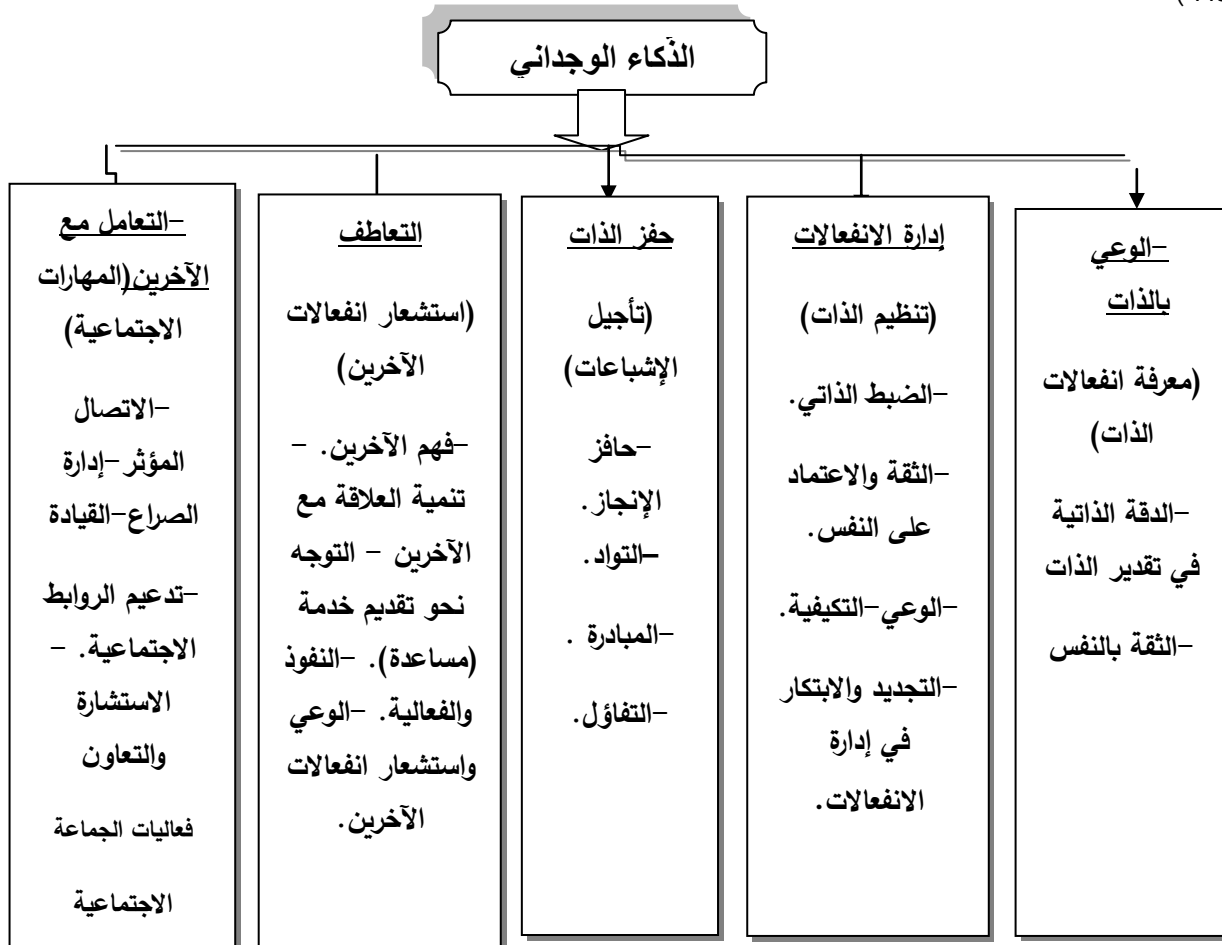 الذكاء الوجداني
-الوعي
بالذات
(معرفة انفعالات
الذات)
-الدقة الذاتية
في تقدير الذات
-الثقة بالنفس
إدارة الانفعالات
(تنظيم الذات)
-الضبط الذاتي.
-الثقة والاعتماد
على النفس.
-الوعي-التكيفية.
-التجديد والابتكار
في إدارة
الانفعالات.
حفز الذات
(تأجيل
الإشباعات)
-حافز
الإنجاز.
-التواد.
-المبادرة .
-التفاؤل.
التعاطف
(استشعار انفعالات
الآخرين)
-فهم الآخرين. -
تنمية العلاقة مع
الآخرين - التوجه
نحو تقديم خدمة
(مساعدة). -النفوذ
والفعالية. -الوعي
واستشعار انفعالات
الآخرين.
-التعامل مع
الآخرين(المهارات
الاجتماعية)
-الاتصال
المؤثر-إدارة
الصراع-القيادة
-تدعيم الروابط
الاجتماعية. -
الاستشارة
والتعاون
فعاليات الجماعة
الاجتماعية